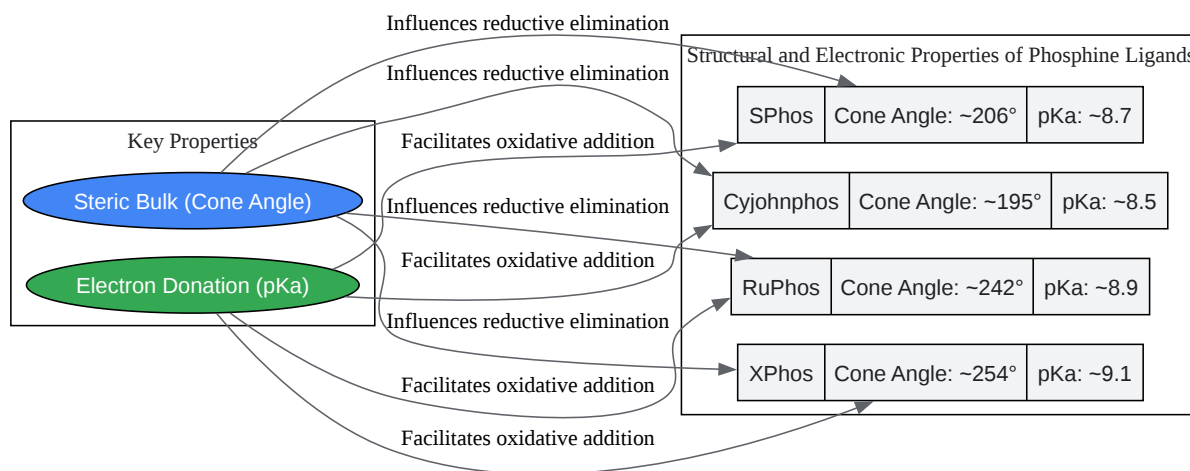 Influences reductive elimination
Structural and Electronic Properties of Phosphine Ligands
Influences reductive elimination
SPhos Cone Angle: ~206° pKa: ~8.7
Key Properties
Facilitates oxidative addition
Steric Bulk (Cone Angle)
Cyjohnphos Cone Angle: ~195° pKa: ~8.5
Influences reductive elimination
Facilitates oxidative addition
Electron Donation (pKa)
RuPhos Cone Angle: ~242° pKa: ~8.9
Influences reductive elimination
XPhos Cone Angle: ~254° pKa: ~9.1
Facilitates oxidative addition
Facilitates oxidative addition